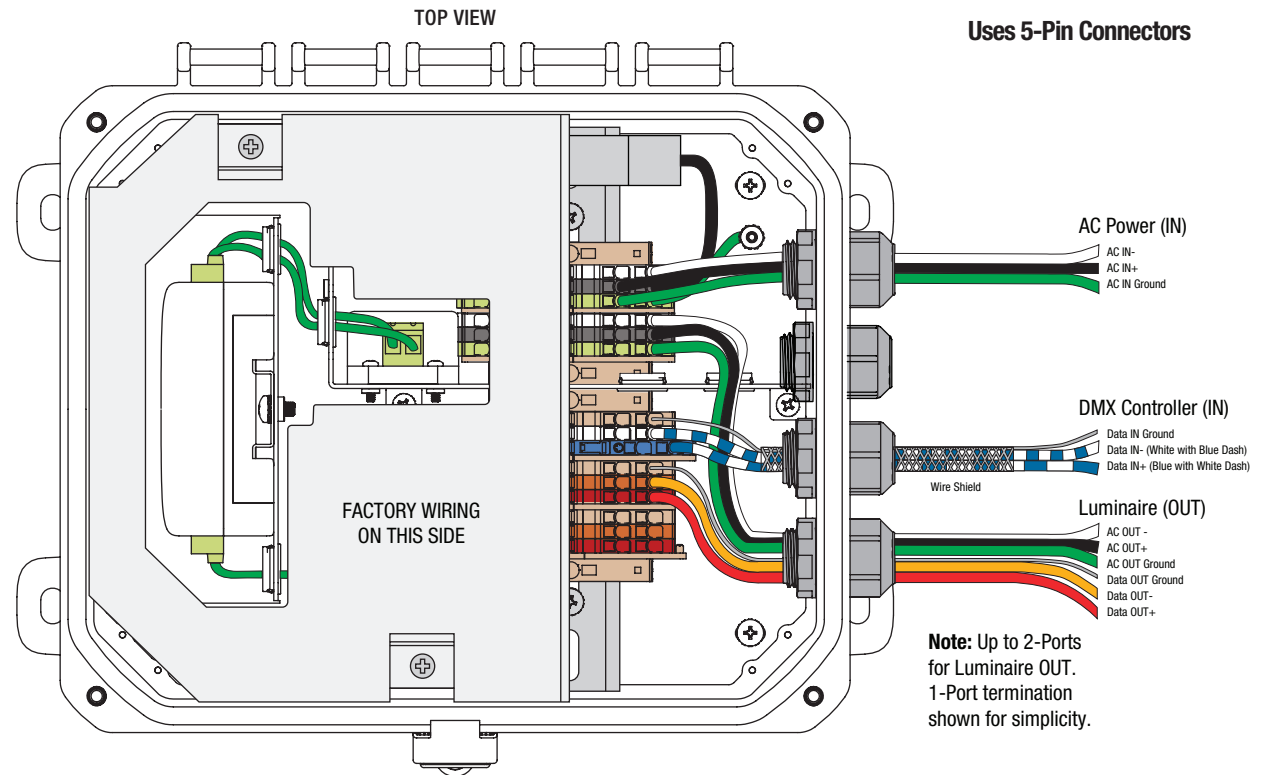 TOP VIEW
Uses 5-Pin Connectors
AC Power (IN)
AC IN-
AC IN+
AC IN Ground
DMX Controller (IN)
Data IN Ground
Data IN- (White with Blue Dash)
Data IN+ (Blue with White Dash)
Wire Shield
Luminaire (OUT)
AC OUT -
AC OUT+
AC OUT Ground
Data OUT Ground
Data OUT-
Data OUT+
FACTORY WIRING
ON THIS SIDE
Note: Up to 2-Ports
for Luminaire OUT.
1-Port termination
shown for simplicity.